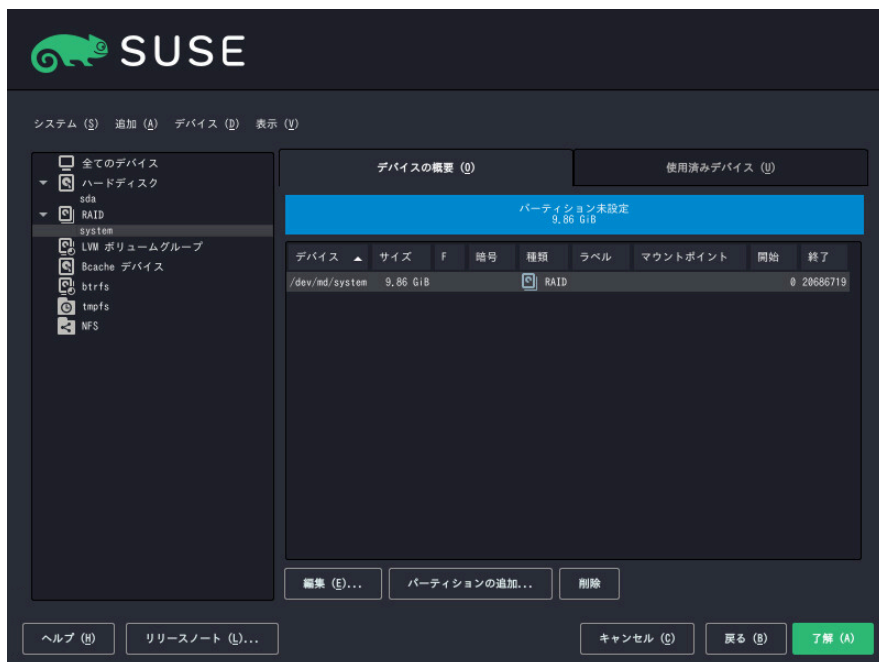 SUSE
システム (S) 追加 (A) デバイス (D) 表示 (V)
全てのデバイス
ハードディスク
sda
RAID
system
LVM ボリュームグループ
Bcache デバイス
btrfs
tmpfs
NFS
デバイスの概要 (O) 使用済みデバイス (U)
パーティション未設定
9.86 GiB
デバイス サイズ F 暗号 種類 ラベル マウントポイント 開始 終了
/dev/md/system 9.86 GiB RAID 0 20686719
編集 (E)... パーティションの追加... 削除
ヘルプ (H) リリースノート (L)... キャンセル (C) 戻る (B) 了解 (A)